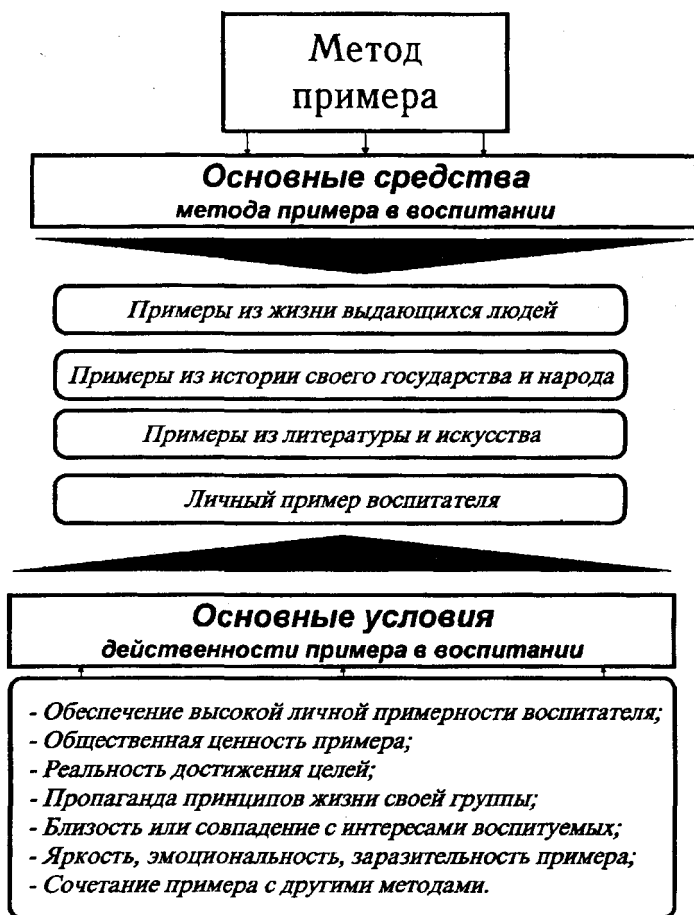 Метод
примера
Основные средства
метода примера в воспитании
Примеры из жизни выдающихся людей
Примеры из истории своего государства и народа
Примеры из литературы и искусства
Личный пример воспитателя
Основные условия
действенности примера в воспитании
- Обеспечение высокой личной примерности воспитателя;
- Общественная ценность примера;
- Реальность достижения целей;
- Пропаганда принципов жизни своей группы;
- Близость или совпадение с интересами воспитуемых;
- Яркость, эмоциональность, заразительность примера;
- Сочетание примера с другими методами.